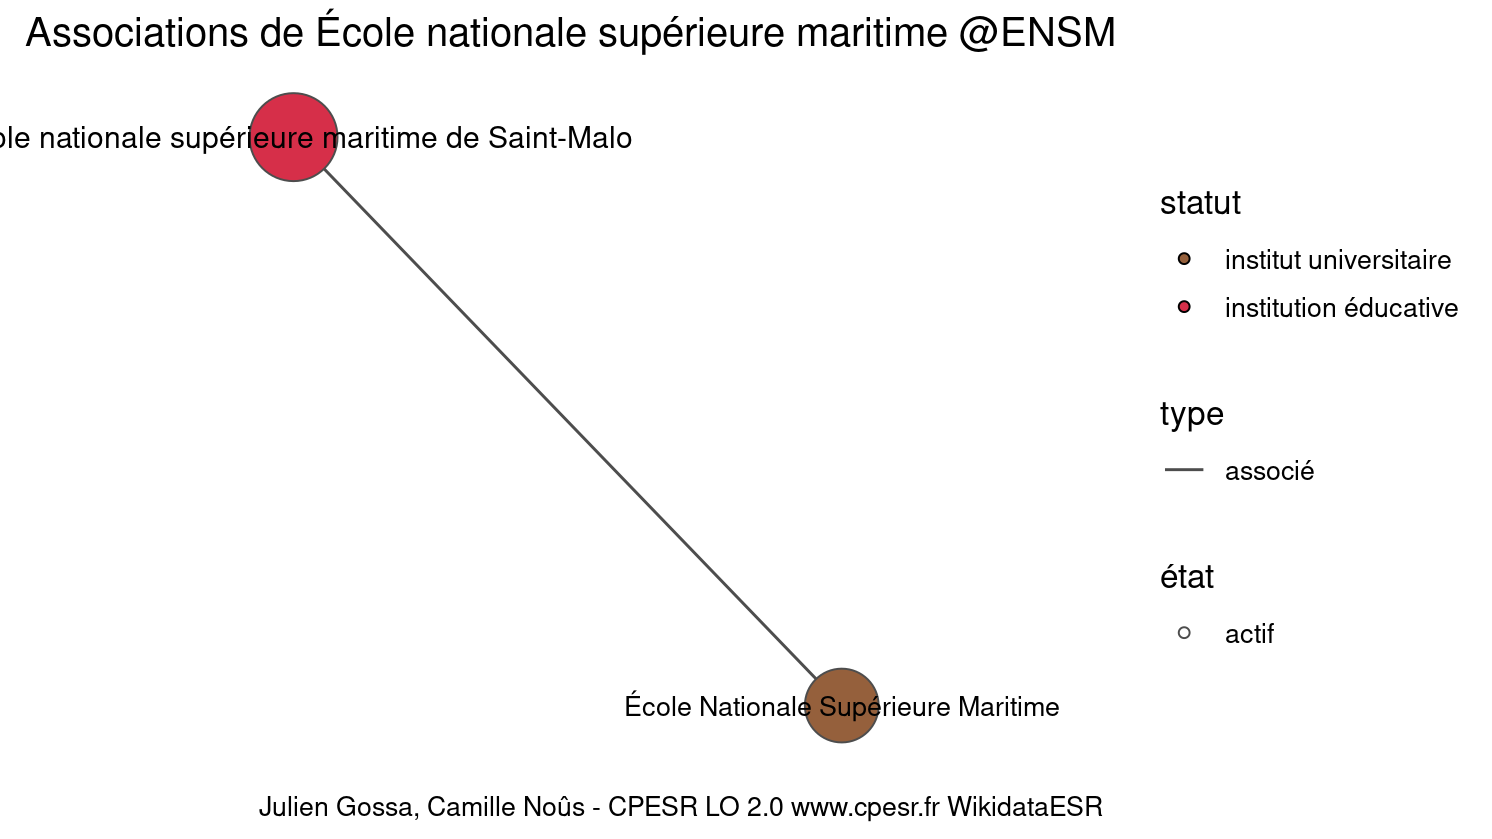 Associations de École nationale supérieure maritime @ENSM
ole nationale supérieure maritime de Saint-Malo
statut
institut universitaire
institution éducative
type
associé
état
actif
École Nationale Supérieure Maritime
Julien Gossa, Camille Noûs - CPESR LO 2.0 www.cpesr.fr WikidataESR